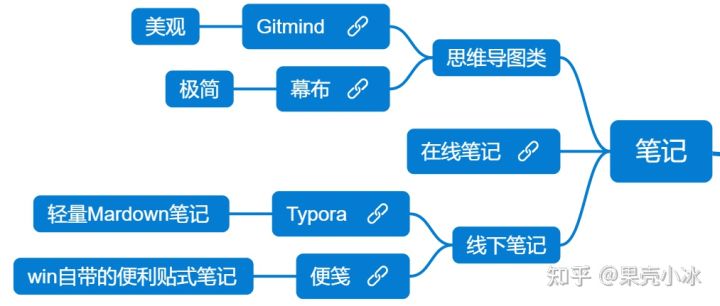 美观
Gitmind
思维导图类
极简
幕布
在线笔记
笔记
轻量Mardown笔记
Typora
线下笔记
win自带的便利贴式笔记
便笺
知乎 @果壳小冰